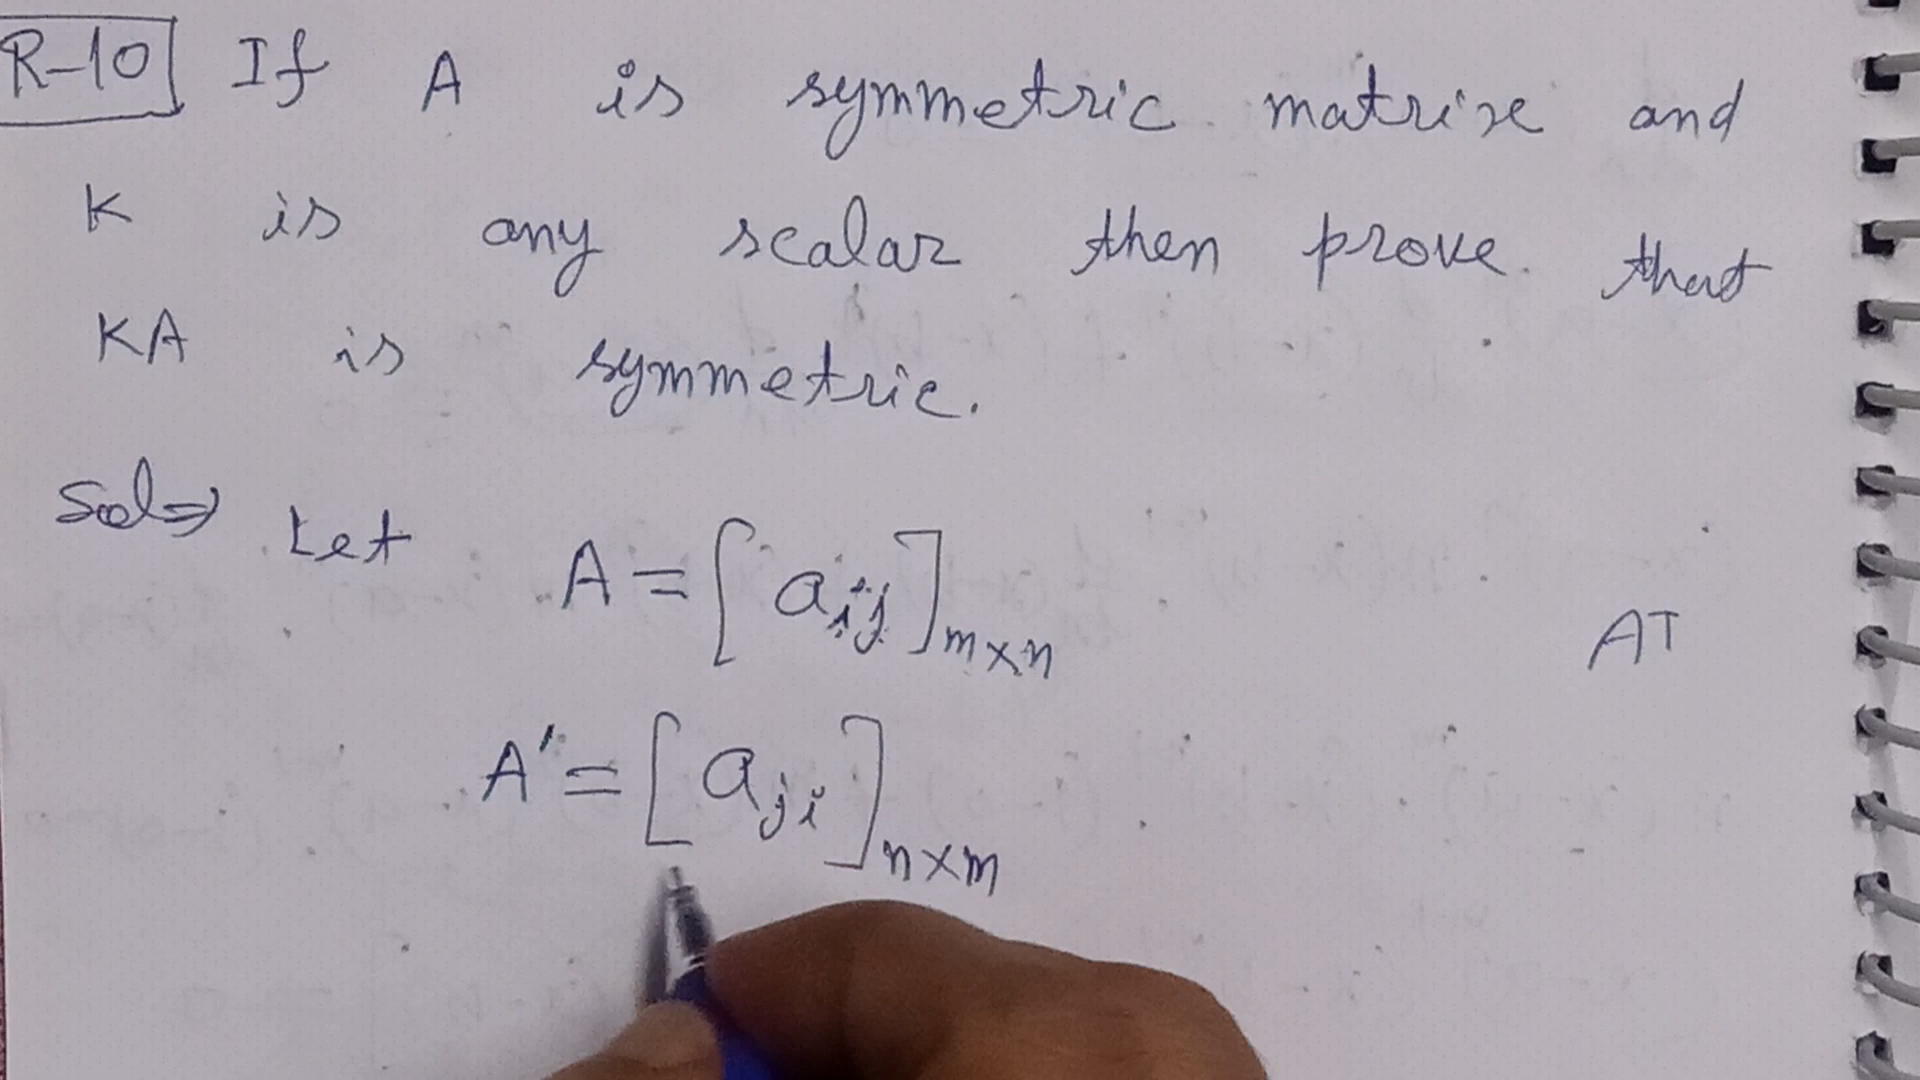 R-10 If A is symmetric matrix and
K is any scalar then prove that
KA is symmetric.
Sol⇒ Let A = [aij]m×n
AT
A' = [aji]n×m